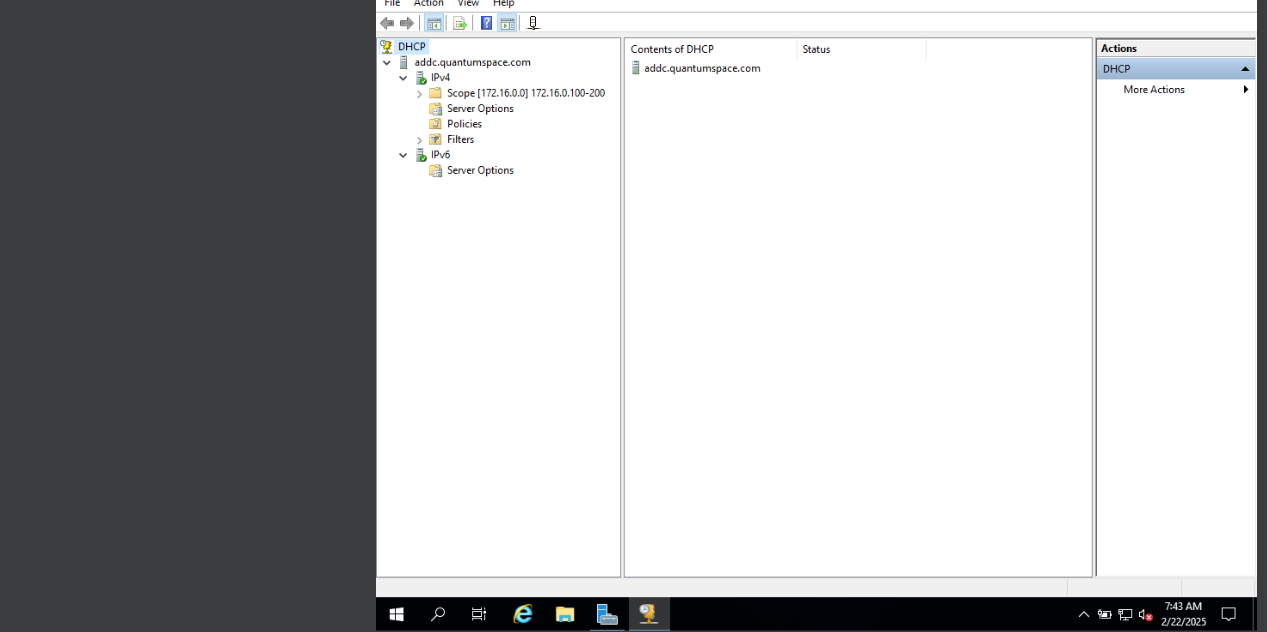 File Action View Help
DHCP
addc.quantumspace.com
IPv4
Scope [172.16.0.0] 172.16.0.100-200
Server Options
Policies
Filters
IPv6
Server Options
Contents of DHCP Status
addc.quantumspace.com
Actions
DHCP
More Actions
7:43 AM
2/22/2025